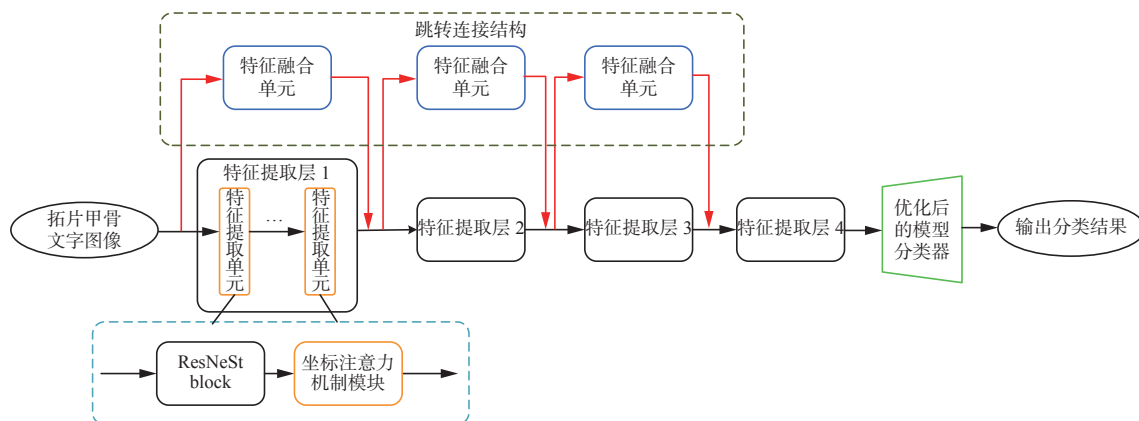 跳转连接结构
特征融合
单元
特征融合
单元
特征融合
单元
特征提取层 1
特征提取单元
…
特征提取单元
拓片甲骨
文字图像
特征提取层 2
特征提取层 3
特征提取层 4
优化后
的模型
分类器
输出分类结果
ResNeSt
block
坐标注意力
机制模块